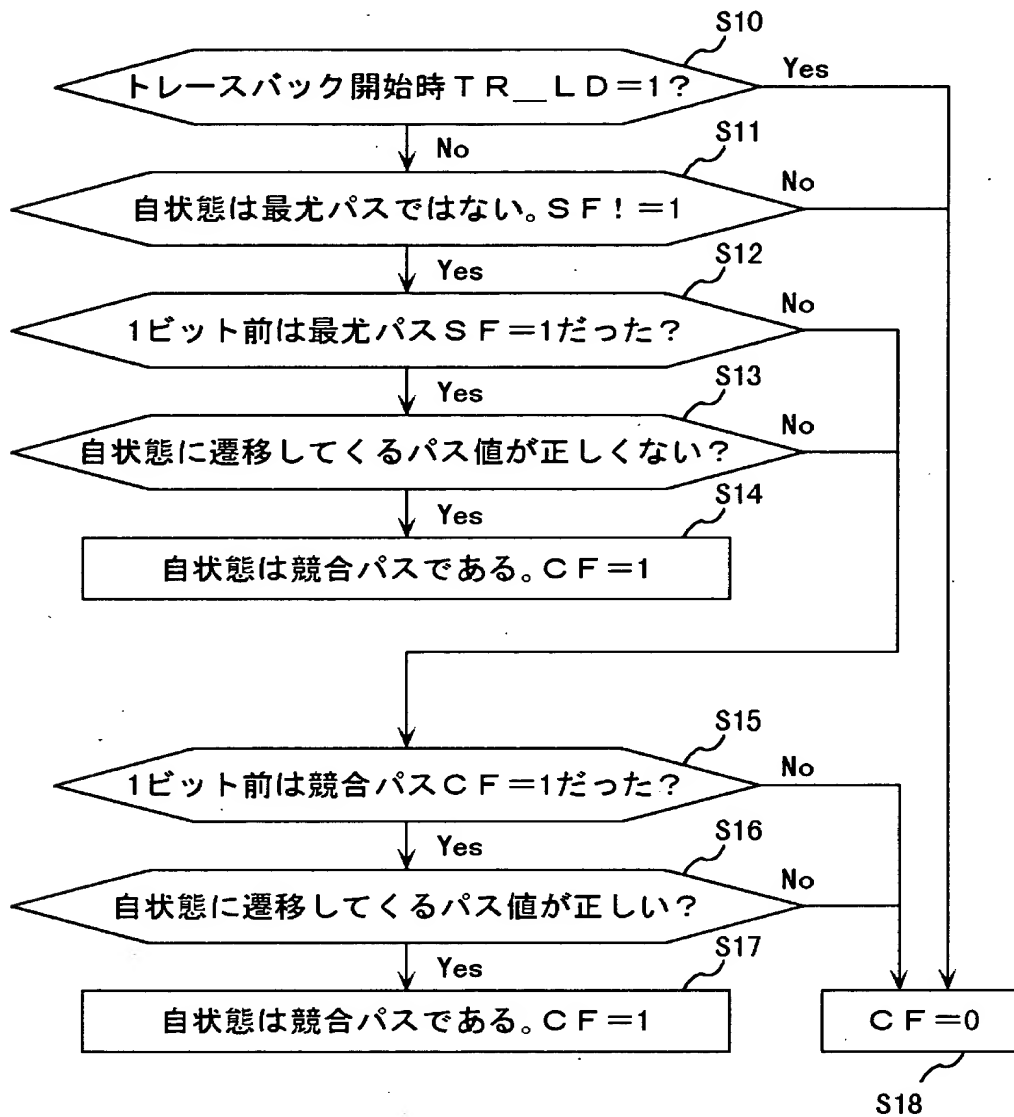 S10
トレースバック開始時TR__LD=1?
Yes
No
S11
自状態は最尤パスではない。SF!=1
No
Yes
S12
1ビット前は最尤パスSF=1だった?
No
Yes
S13
自状態に遷移してくるパス値が正しくない?
No
Yes
S14
自状態は競合パスである。CF=1
S15
1ビット前は競合パスCF=1だった?
No
Yes
S16
自状態に遷移してくるパス値が正しい?
No
Yes
S17
自状態は競合パスである。CF=1
CF=0
S18